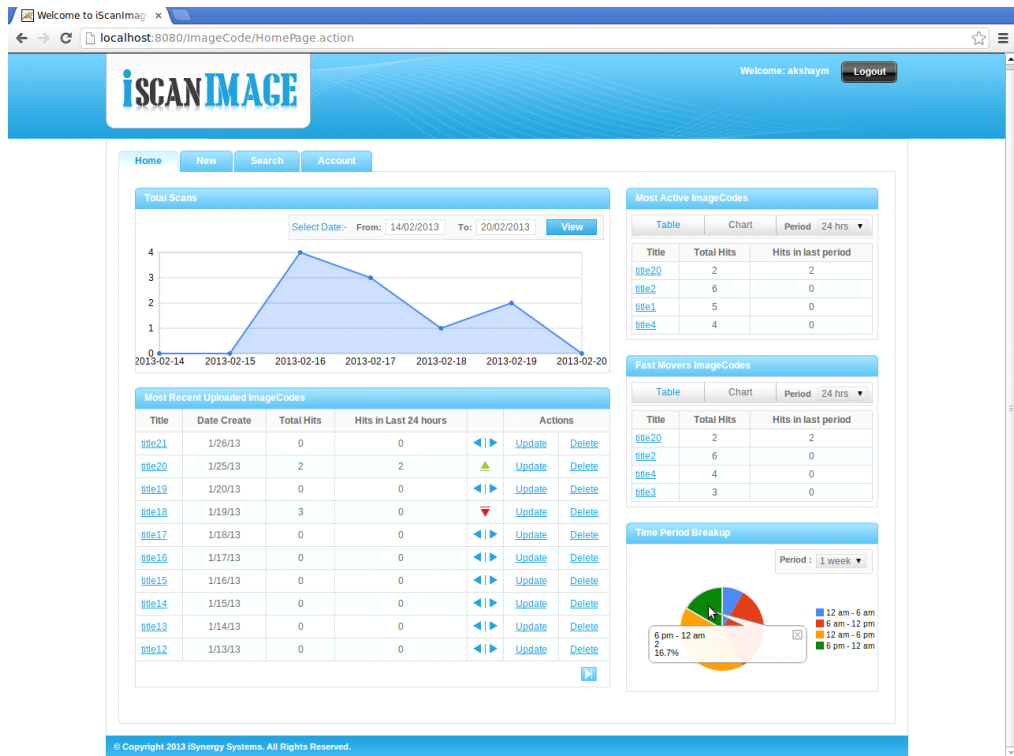 Welcome to iScanImag
localhost:8080/ImageCode/HomePage.action
iSCANIMAGE
Welcome: akshaym Logout
Home New Search Account
Total Scans
Select Date:- From: 14/02/2013 To: 20/02/2013 View
4
3
2
1
0
2013-02-14 2013-02-15 2013-02-16 2013-02-17 2013-02-18 2013-02-19 2013-02-20
Most Recent Uploaded ImageCodes
Title Date Create Total Hits Hits in Last 24 hours Actions
title21 1/26/13 0 0 Update Delete
title20 1/25/13 2 2 Update Delete
title19 1/20/13 0 0 Update Delete
title18 1/19/13 3 0 Update Delete
title17 1/18/13 0 0 Update Delete
title16 1/17/13 0 0 Update Delete
title15 1/16/13 0 0 Update Delete
title14 1/15/13 0 0 Update Delete
title13 1/14/13 0 0 Update Delete
title12 1/13/13 0 0 Update Delete
Most Active ImageCodes
Table Chart Period 24 hrs
Title Total Hits Hits in last period
title20 2 2
title2 6 0
title1 5 0
title4 4 0
Fast Movers ImageCodes
Table Chart Period 24 hrs
Title Total Hits Hits in last period
title20 2 2
title2 6 0
title4 4 0
title3 3 0
Time Period Breakup
Period : 1 week
12 am - 6 am
6 am - 12 pm
12 am - 6 pm
6 pm - 12 am
6 pm - 12 am
2
16.7%
© Copyright 2013 iSynergy Systems. All Rights Reserved.